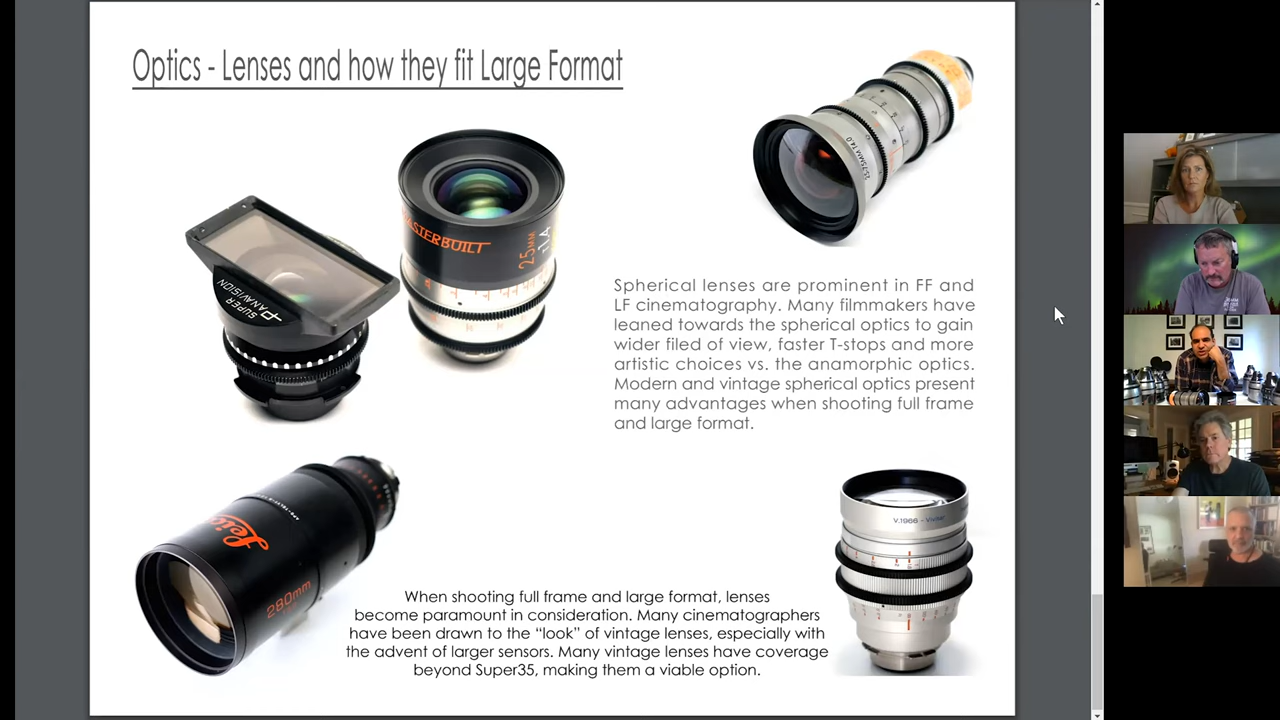 Optics - Lenses and how they fit Large Format
SUPER
PANAVISION
25MM
T1.4
Spherical lenses are prominent in FF and
LF cinematography. Many filmmakers have
leaned towards the spherical optics to gain
wider filed of view, faster T-stops and more
artistic choices vs. the anamorphic optics.
Modern and vintage spherical optics present
many advantages when shooting full frame
and large format.
Leica
280mm
V.1966 - Vivitar
When shooting full frame and large format, lenses
become paramount in consideration. Many cinematographers
have been drawn to the “look” of vintage lenses, especially with
the advent of larger sensors. Many vintage lenses have coverage
beyond Super35, making them a viable option.